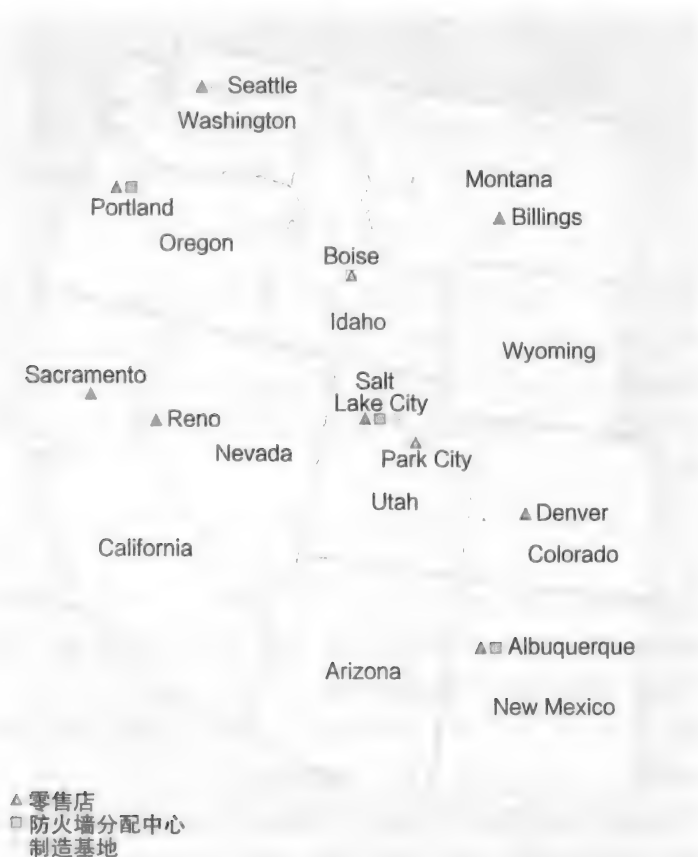 Seattle
Washington
Montana
Portland
Billings
Oregon
Boise
Idaho
Wyoming
Sacramento
Salt
Lake City
Reno
Nevada
Park City
Utah
Denver
California
Colorado
Albuquerque
Arizona
New Mexico
零售店
防火墙分配中心
制造基地